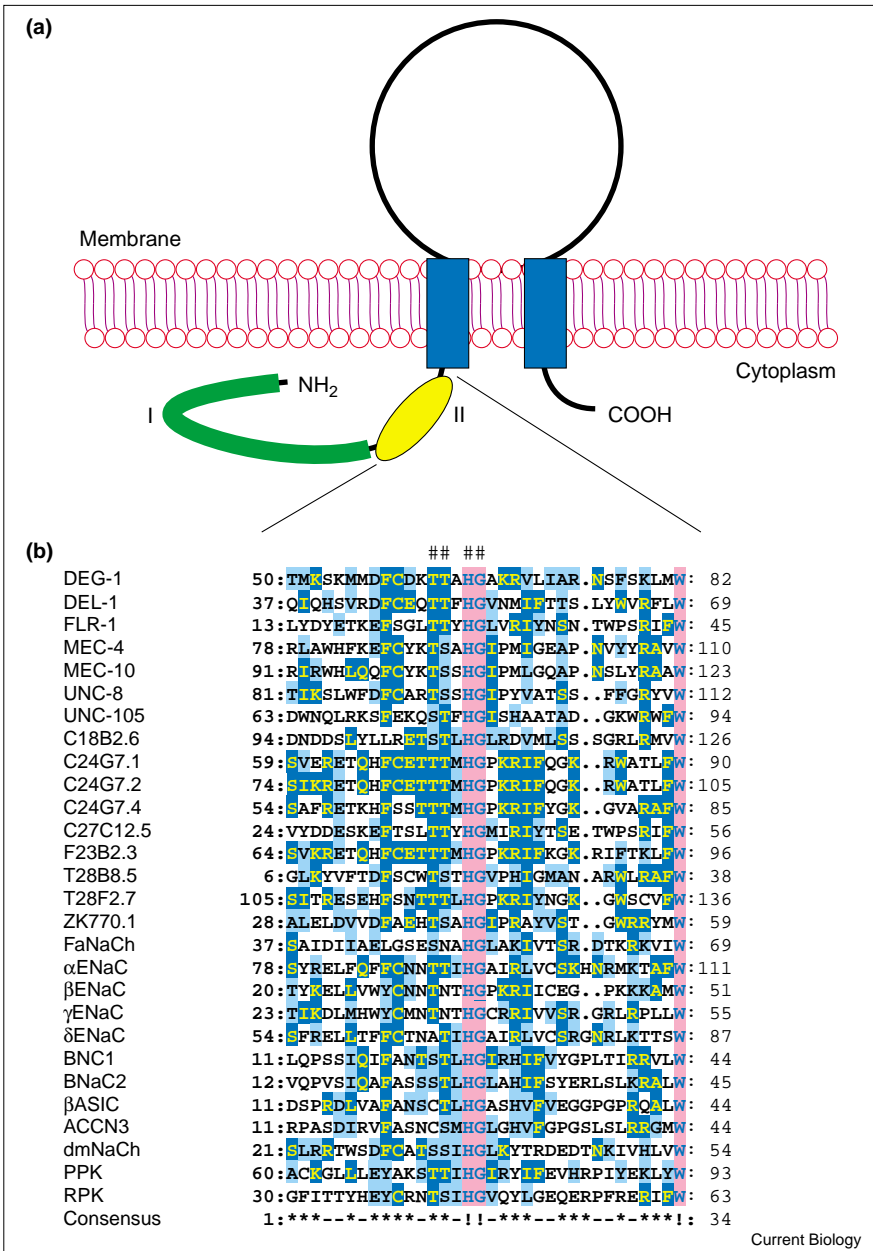 (a)
Membrane
Cytoplasm
NH2
I
II
COOH
(b)
## ##
DEG-1 50:TMKSKMMDFCDKTTAHGAKRVLIAR.NSFSKLMW: 82
DEL-1 37:QIQHSVRDFCEQTTFHGVNMIFTTS.LYWVRFLW: 69
FLR-1 13:LYDYETKEFSGLTTYHGLVRIYNSN.TWPSRIFW: 45
MEC-4 78:RLAWHFKEFCYKTSAHGIPMIGEAP.NVYYRAVW:110
MEC-10 91:RIRWHLQQFCYKTSSHGIPMLGQAP.NSLYRAAW:123
UNC-8 81:TIKSLWFDFCARTSSHGIPYVATSS..FFGRYVW:112
UNC-105 63:DWNQLRKSFEKQSTFHGISHAATAD..GKWRWFW: 94
C18B2.6 94:DNDDSLYLLRETSTLHGLRDVMLSS.SGRLRMVW:126
C24G7.1 59:SVERETQHFCETTTMHGPKRIFQGK..RWATLFW: 90
C24G7.2 74:SIKRETQHFCETTTMHGPKRIFQGK..RWATLFW:105
C24G7.4 54:SAFRETKHFSSTTTMHGPKRIFYGK..GVARAFW: 85
C27C12.5 24:VYDDESKEFTSLTTYHGMIRIYTSE.TWPSRIFW: 56
F23B2.3 64:SVKRETQHFCETTTMHGPKRIFKGK.RIFTKLFW: 96
T28B8.5 6:GLKYVFTDFSCWTSTHGVPHIGMAN.ARWLRAFW: 38
T28F2.7 105:SITRESEHFSNTTTLHGPKRIYNGK..GWSCVFW:136
ZK770.1 28:ALELDVVDFAEHTSAHGIPRAYVST..GWRRYMW: 59
FaNaCh 37:SAIDIIAELGSESNAHGLAKIVTSR.DTKRKVIW: 69
αENaC 78:SYRELFQFFCNNTTIHGAIRLVCSKHNRMKTAFW:111
βENaC 20:TYKELLVWYCNNTNTHGPKRIICEG..PKKKAMW: 51
γENaC 23:TIKDLMHWYCMNTNTHGCRRIVVSR.GRLRPLLW: 55
δENaC 54:SFRELLTFFCTNATIHGAIRLVCSRGNRLKTTSW: 87
BNC1 11:LQPSSIQIFANTSTLHGIRHIFVYGPLTIRRVLW: 44
BNaC2 12:VQPVSIQAFASSSTLHGLAHIFSYERLSLKRALW: 45
βASIC 11:DSPRDLVAFANSCTLHGASHVFVEGGPGPRQALW: 44
ACCN3 11:RPASDIRVFASNCSMHGLGHVFGPGSLSLRRGMW: 44
dmNaCh 21:SLRRTWSDFCATSSIHGLKYTRDEDTNKIVHLVW: 54
PPK 60:ACKGLLLEYAKSTTIHGIRYIFEVHRPIYEKLYW: 93
RPK 30:GFITTYHEYCRNTSIHGVQYLGEQERPFRERIFW: 63
Consensus 1:***--*-****--*-!!-***--***--*-***!: 34
Current Biology